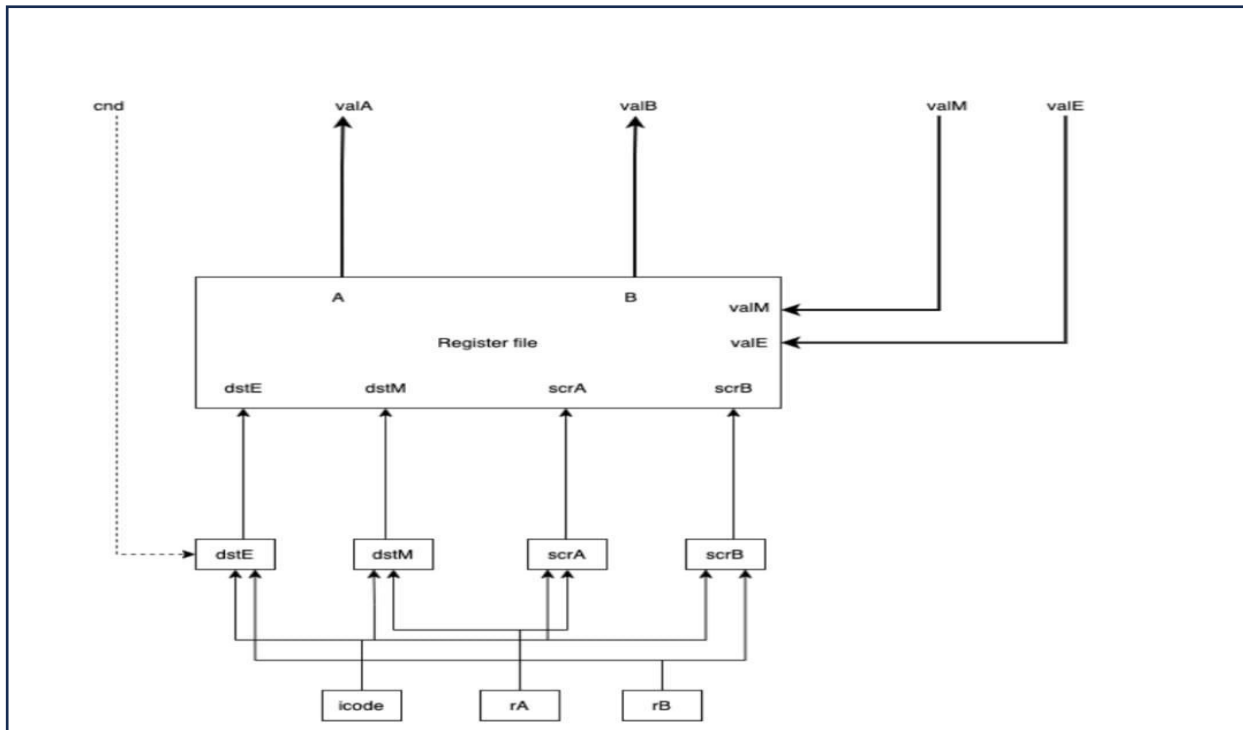 cnd valA valB valM valE
A B
valM
Register file valE
dstE dstM scrA scrB
dstE dstM scrA scrB
icode rA rB